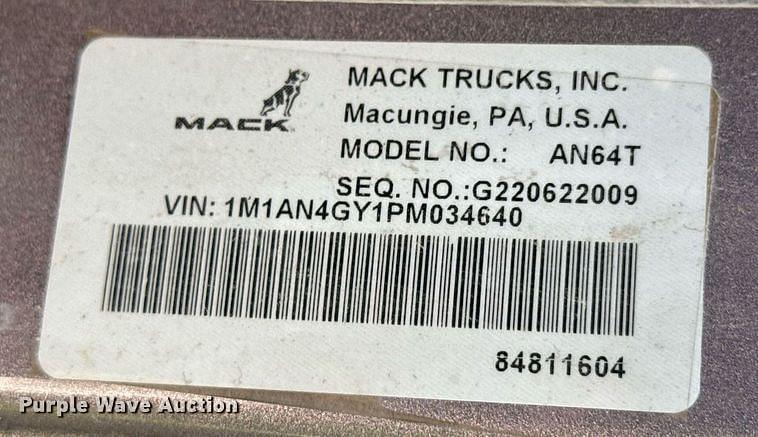 MACK TRUCKS, INC.
MACK
Macungie, PA, U.S.A.
MODEL NO.: AN64T
SEQ. NO.:G220622009
VIN: 1M1AN4GY1PM034640
84811604
Purple Wave Auction